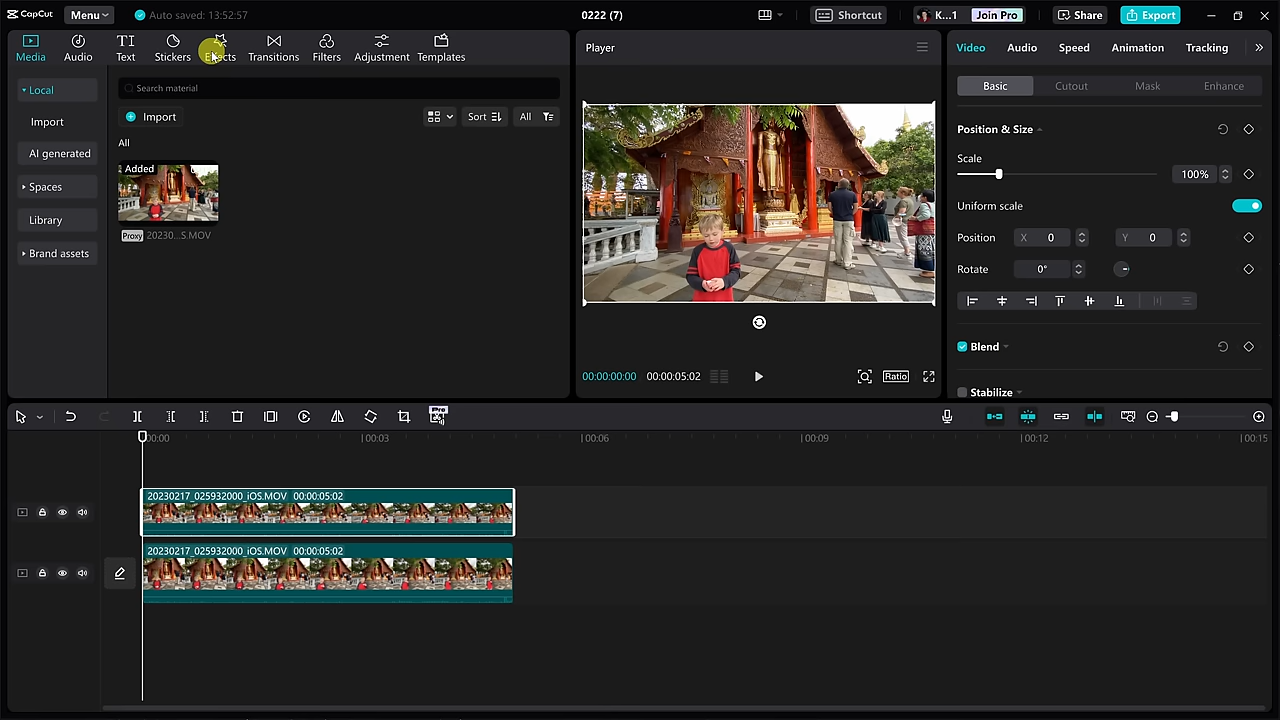 CapCut Menu Auto saved: 13:52:57 0222 (7) Shortcut K...1 Join Pro Share Export
Media Audio Text Stickers Effects Transitions Filters Adjustment Templates
Local
Import
AI generated
Spaces
Library
Brand assets
Search material
Import Sort All
All
Added
Proxy 20230...S.MOV
Player
00:00:00:00 00:00:05:02 Ratio
Video Audio Speed Animation Tracking
Basic Cutout Mask Enhance
Position & Size
Scale
100%
Uniform scale
Position X 0 Y 0
Rotate 0°
Blend
Stabilize
Pro
00:00 00:03 00:06 00:09 00:12 00:15
20230217_025932000_iOS.MOV 00:00:05:02
20230217_025932000_iOS.MOV 00:00:05:02